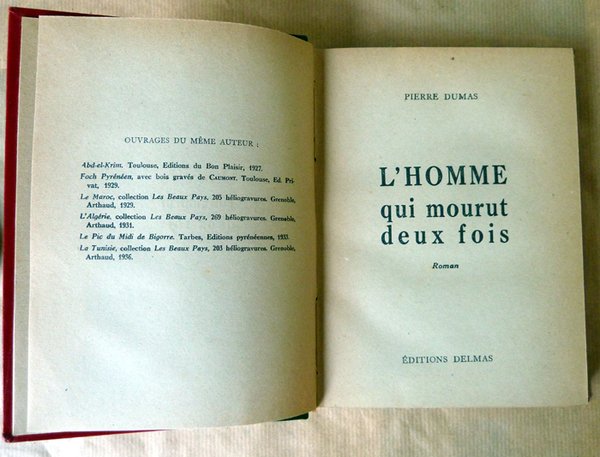 OUVRAGES DU MÊME AUTEUR :
Abd-el-Krim. Toulouse, Editions du Bon Plaisir, 1927.
Foch Pyrénéen, avec bois gravés de CAUMONT. Toulouse, Ed. Pri-
vat, 1929.
Le Maroc, collection Les Beaux Pays, 205 héliogravures. Grenoble,
Arthaud, 1929.
L'Algérie, collection Les Beaux Pays, 269 héliogravures. Grenoble,
Arthaud, 1931.
Le Pic du Midi de Bigorre. Tarbes, Editions pyrénéennes, 1933.
La Tunisie, collection Les Beaux Pays, 203 héliogravures. Grenoble,
Arthaud, 1936.
PIERRE DUMAS
L'HOMME
qui mourut
deux fois
Roman
ÉDITIONS DELMAS